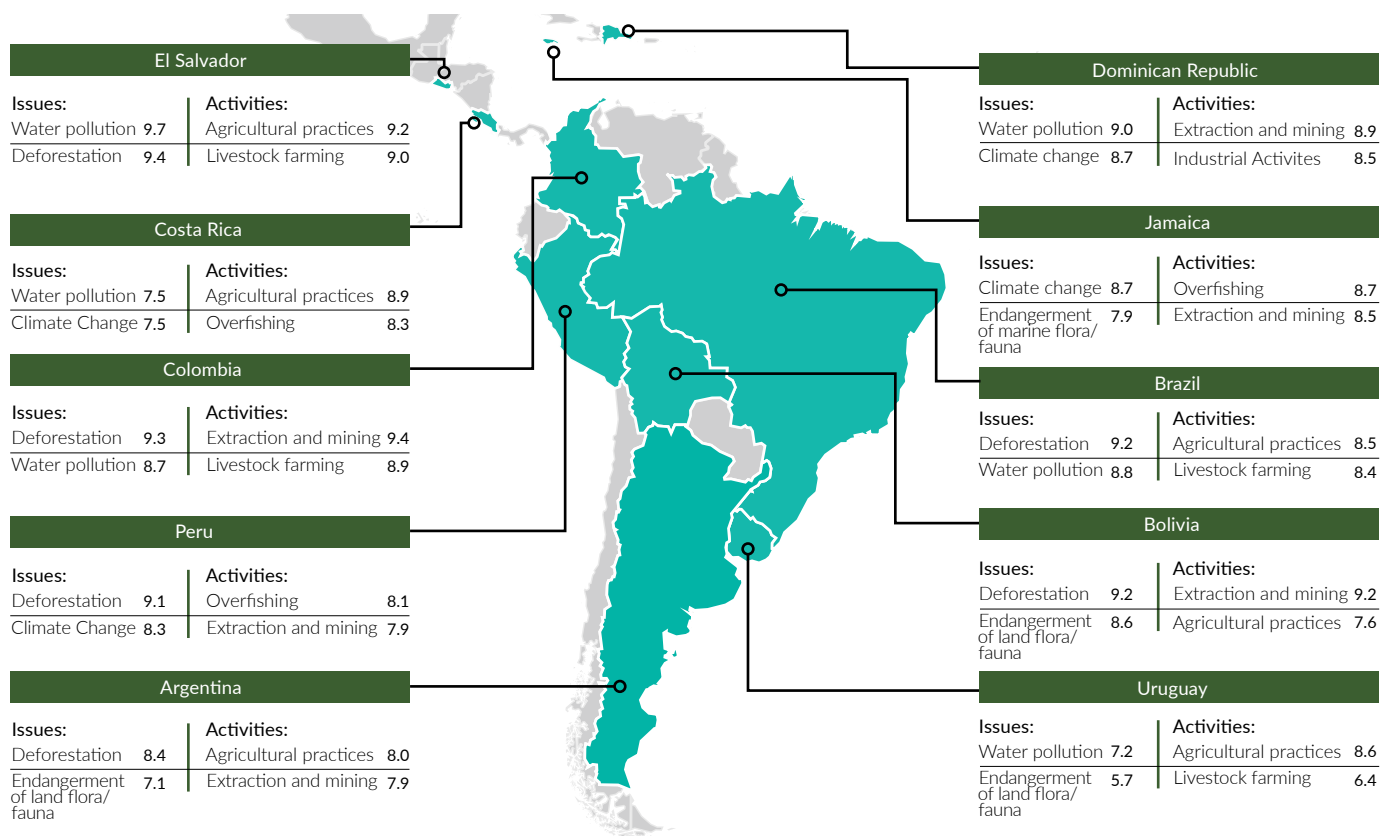 El Salvador
Issues:
Activities:
Water pollution 9.7
Agricultural practices 9.2
Deforestation 9.4
Livestock farming 9.0
Costa Rica
Issues:
Activities:
Water pollution 7.5
Agricultural practices 8.9
Climate Change 7.5
Overfishing 8.3
Colombia
Issues:
Activities:
Deforestation 9.3
Extraction and mining 9.4
Water pollution 8.7
Livestock farming 8.9
Peru
Issues:
Activities:
Deforestation 9.1
Overfishing 8.1
Climate Change 8.3
Extraction and mining 7.9
Argentina
Issues:
Activities:
Deforestation 8.4
Agricultural practices 8.0
Endangerment 7.1
of land flora/
fauna
Extraction and mining 7.9
Dominican Republic
Issues:
Activities:
Water pollution 9.0
Extraction and mining 8.9
Climate change 8.7
Industrial Activites 8.5
Jamaica
Issues:
Activities:
Climate change 8.7
Overfishing 8.7
Endangerment 7.9
of marine flora/
fauna
Extraction and mining 8.5
Brazil
Issues:
Activities:
Deforestation 9.2
Agricultural practices 8.5
Water pollution 8.8
Livestock farming 8.4
Bolivia
Issues:
Activities:
Deforestation 9.2
Extraction and mining 9.2
Endangerment 8.6
of land flora/
fauna
Agricultural practices 7.6
Uruguay
Issues:
Activities:
Water pollution 7.2
Agricultural practices 8.6
Endangerment 5.7
of land flora/
fauna
Livestock farming 6.4